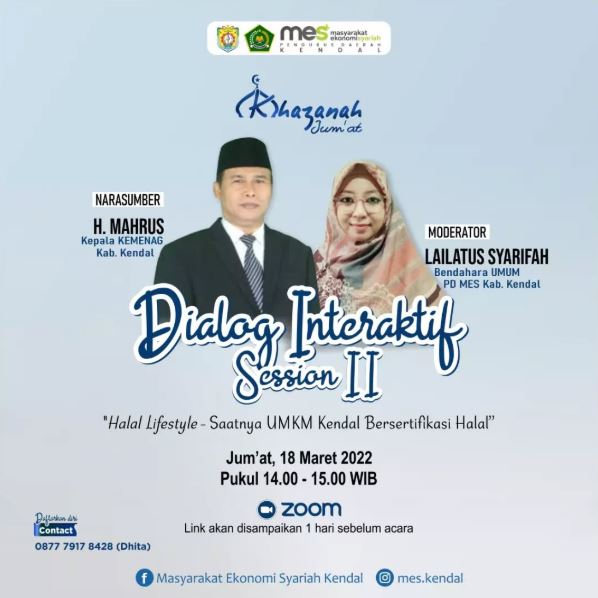 mes masyarakat
ekonomisyariah
PENGURUS DAERAH
KENDAL
Khazanah
Jum'at
NARASUMBER
H. MAHRUS
Kepala KEMENAG
Kab. Kendal
MODERATOR
LAILATUS SYARIFAH
Bendahara UMUM
PD MES Kab. Kendal
Dialog Interaktif
Session II
"Halal Lifestyle - Saatnya UMKM Kendal Bersertifikasi Halal”
Jum’at, 18 Maret 2022
Pukul 14.00 - 15.00 WIB
zoom
Link akan disampaikan 1 hari sebelum acara
Daftarkan diri
Contact
0877 7917 8428 (Dhita)
Masyarakat Ekonomi Syariah Kendal mes.kendal